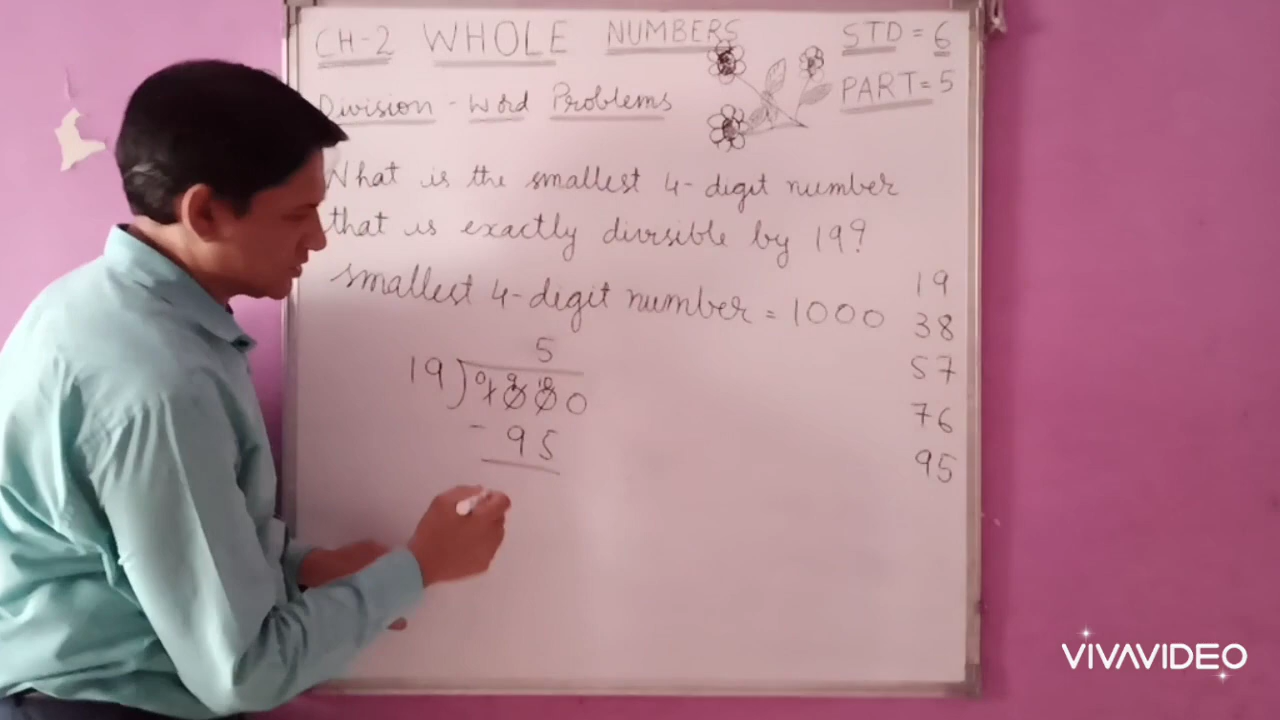 CH-2 WHOLE NUMBERS STD = 6
PART = 5
Division - Word Problems
What is the smallest 4-digit number
that is exactly divisible by 19?
smallest 4-digit number = 1000
19
38
57
76
95
5
19) 1000
- 95
VIVAVIDEO